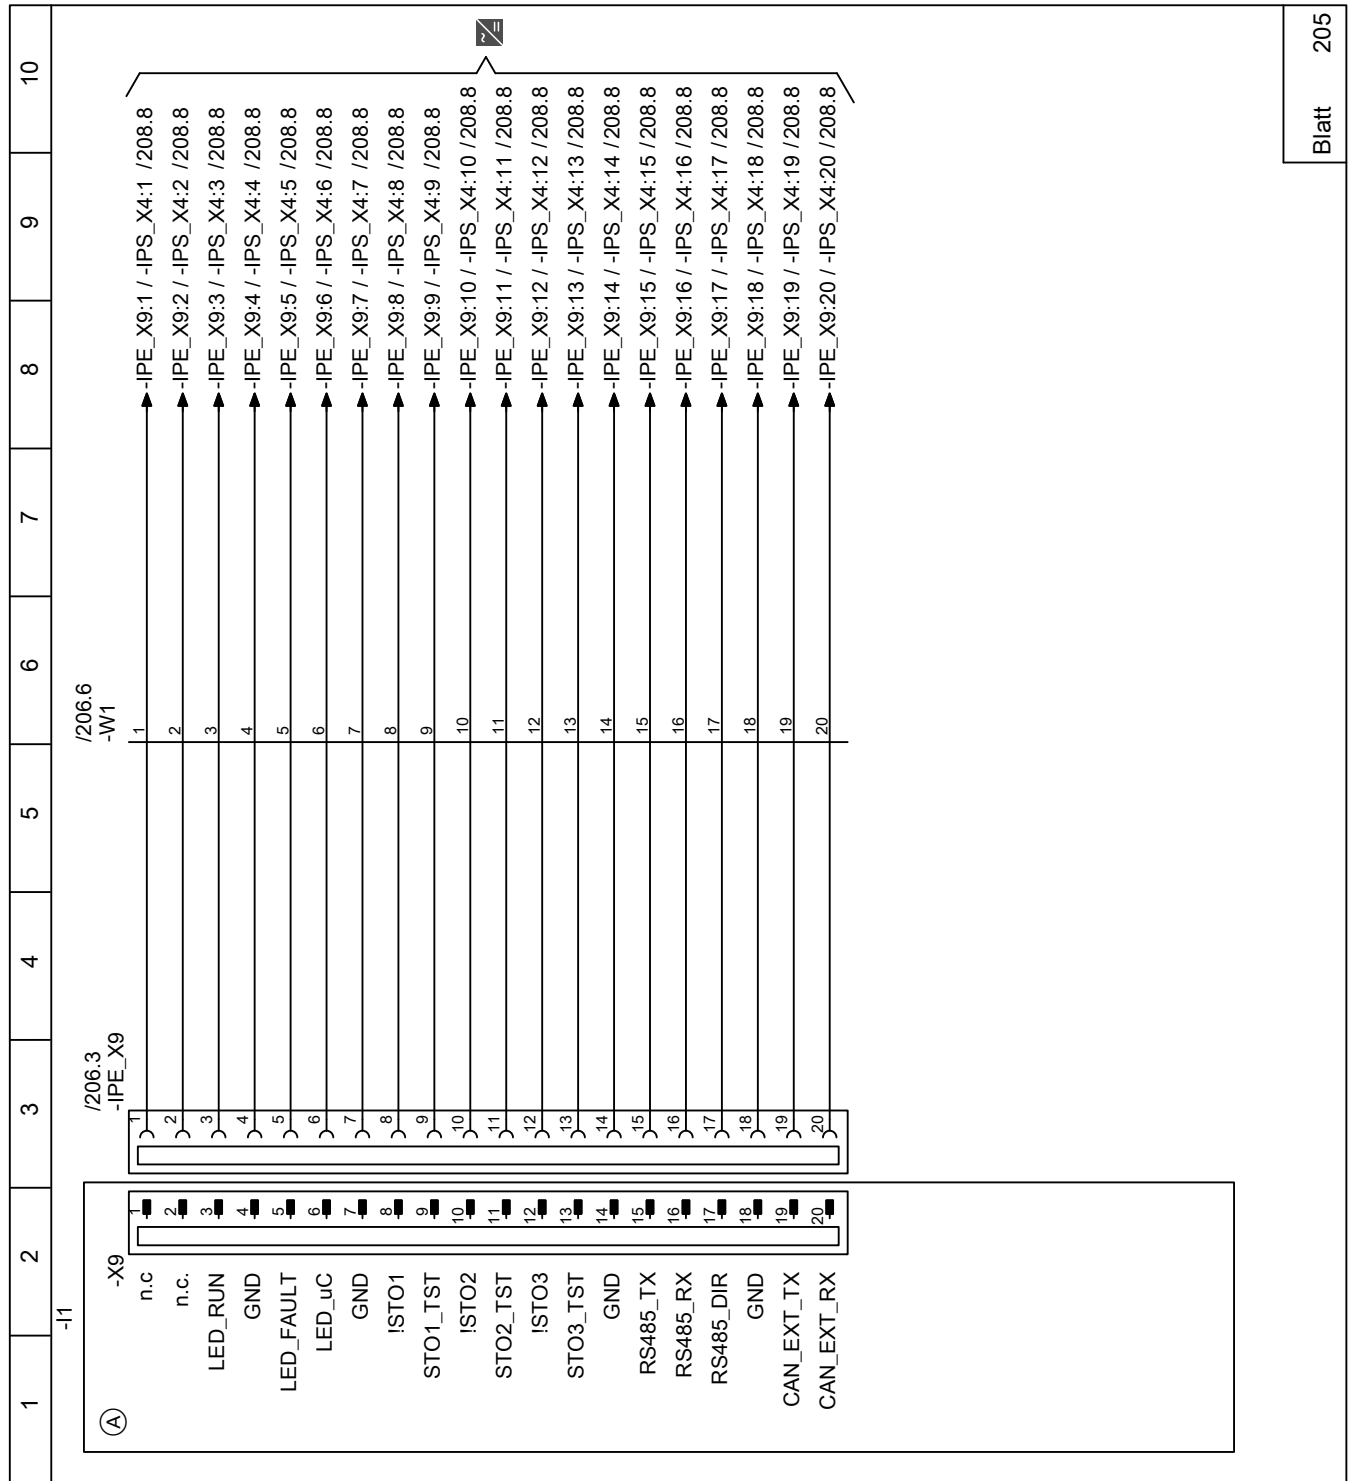 1 2 3 4 5 6 7 8 9 10
Blatt 205
-I1
A
-X9
/206.3
-IPE_X9
/206.6
-W1
n.c 1 1 1 -IPE_X9:1 / -IPS_X4:1 /208.8
n.c. 2 2 2 -IPE_X9:2 / -IPS_X4:2 /208.8
LED_RUN 3 3 3 -IPE_X9:3 / -IPS_X4:3 /208.8
GND 4 4 4 -IPE_X9:4 / -IPS_X4:4 /208.8
LED_FAULT 5 5 5 -IPE_X9:5 / -IPS_X4:5 /208.8
LED_uC 6 6 6 -IPE_X9:6 / -IPS_X4:6 /208.8
GND 7 7 7 -IPE_X9:7 / -IPS_X4:7 /208.8
!STO1 8 8 8 -IPE_X9:8 / -IPS_X4:8 /208.8
STO1_TST 9 9 9 -IPE_X9:9 / -IPS_X4:9 /208.8
!STO2 10 10 10 -IPE_X9:10 / -IPS_X4:10 /208.8
STO2_TST 11 11 11 -IPE_X9:11 / -IPS_X4:11 /208.8
!STO3 12 12 12 -IPE_X9:12 / -IPS_X4:12 /208.8
STO3_TST 13 13 13 -IPE_X9:13 / -IPS_X4:13 /208.8
GND 14 14 14 -IPE_X9:14 / -IPS_X4:14 /208.8
RS485_TX 15 15 15 -IPE_X9:15 / -IPS_X4:15 /208.8
RS485_RX 16 16 16 -IPE_X9:16 / -IPS_X4:16 /208.8
RS485_DIR 17 17 17 -IPE_X9:17 / -IPS_X4:17 /208.8
GND 18 18 18 -IPE_X9:18 / -IPS_X4:18 /208.8
CAN_EXT_TX 19 19 19 -IPE_X9:19 / -IPS_X4:19 /208.8
CAN_EXT_RX 20 20 20 -IPE_X9:20 / -IPS_X4:20 /208.8